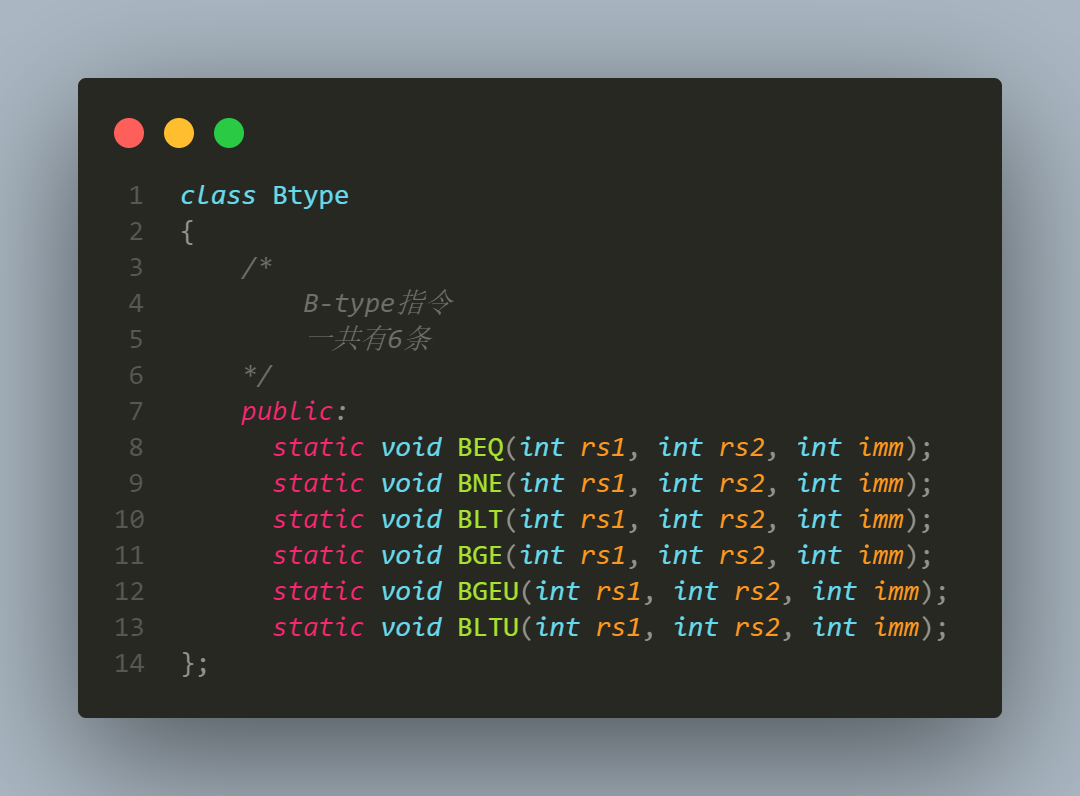 1 class Btype
2 {
3     /*
4         B-type指令
5         一共有6条
6     */
7     public:
8       static void BEQ(int rs1, int rs2, int imm);
9       static void BNE(int rs1, int rs2, int imm);
10       static void BLT(int rs1, int rs2, int imm);
11       static void BGE(int rs1, int rs2, int imm);
12       static void BGEU(int rs1, int rs2, int imm);
13       static void BLTU(int rs1, int rs2, int imm);
14 };